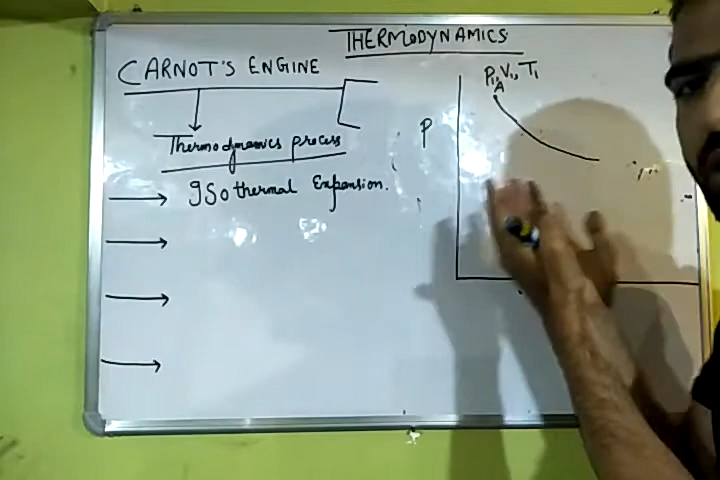 THERMODYNAMICS
CARNOT'S ENGINE
P₁, V₁, T₁
A
P
Thermodynamics process
ISothermal Expansion.